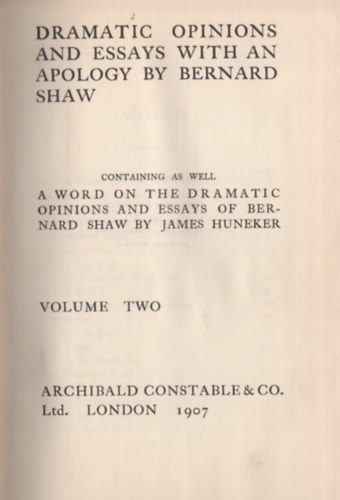 DRAMATIC OPINIONS
AND ESSAYS WITH AN
APOLOGY BY BERNARD
SHAW
CONTAINING AS WELL
A WORD ON THE DRAMATIC
OPINIONS AND ESSAYS OF BER-
NARD SHAW BY JAMES HUNEKER
VOLUME TWO
ARCHIBALD CONSTABLE & CO.
Ltd. LONDON 1907